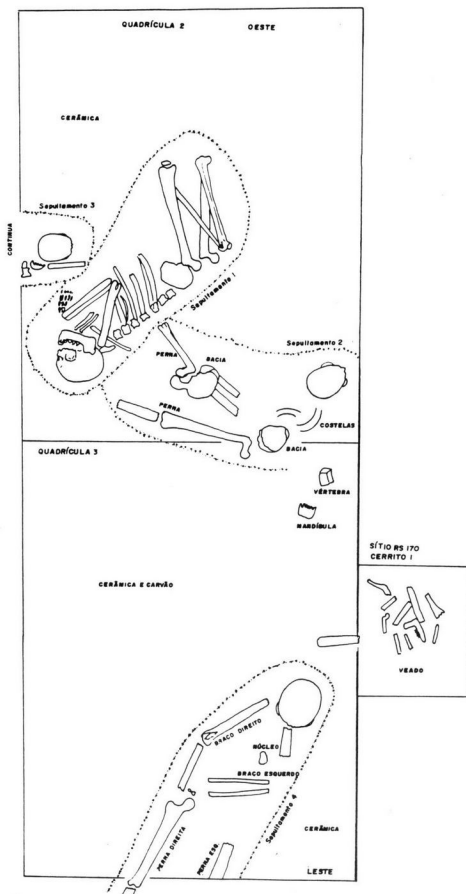 QUADRÍCULA 2
OESTE
CERÂMICA
Sepultamento 3
CONTINUA
Sepultamento 1
Sepultamento 2
PERNA
BACIA
PERNA
COSTELAS
BACIA
QUADRÍCULA 3
VÉRTEBRA
MANDÍBULA
SÍTIO RS 170
CERRITO 1
CERÂMICA E CARVÃO
VEADO
BRAÇO DIREITO
NÚCLEO
BRAÇO ESQUERDO
Sepultamento 4
CERÂMICA
PERNA DIREITA
PERNA ESQ.
LESTE